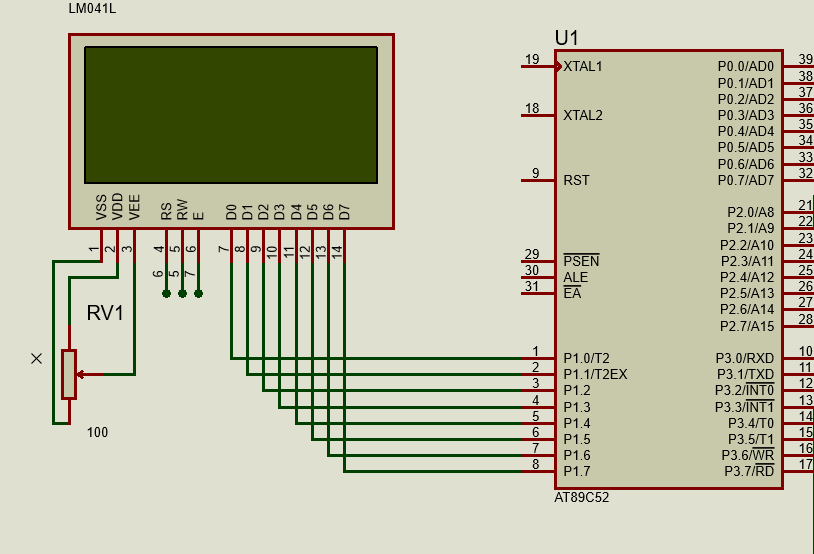 LM041L
U1
VSS VDD VEE RS RW E D0 D1 D2 D3 D4 D5 D6 D7
1 2 3 4 5 6 7 8 9 10 11 12 13 14
6 5 7
RV1
100
19 XTAL1 P0.0/AD0 39
P0.1/AD1 38
P0.2/AD2 37
18 XTAL2 P0.3/AD3 36
P0.4/AD4 35
P0.5/AD5 34
P0.6/AD6 33
9 RST P0.7/AD7 32
P2.0/A8 21
P2.1/A9 22
P2.2/A10 23
29 PSEN P2.3/A11 24
30 ALE P2.4/A12 25
31 EA P2.5/A13 26
P2.6/A14 27
P2.7/A15 28
1 P1.0/T2 P3.0/RXD 10
2 P1.1/T2EX P3.1/TXD 11
3 P1.2 P3.2/INT0 12
4 P1.3 P3.3/INT1 13
5 P1.4 P3.4/T0 14
6 P1.5 P3.5/T1 15
7 P1.6 P3.6/WR 16
8 P1.7 P3.7/RD 17
AT89C52